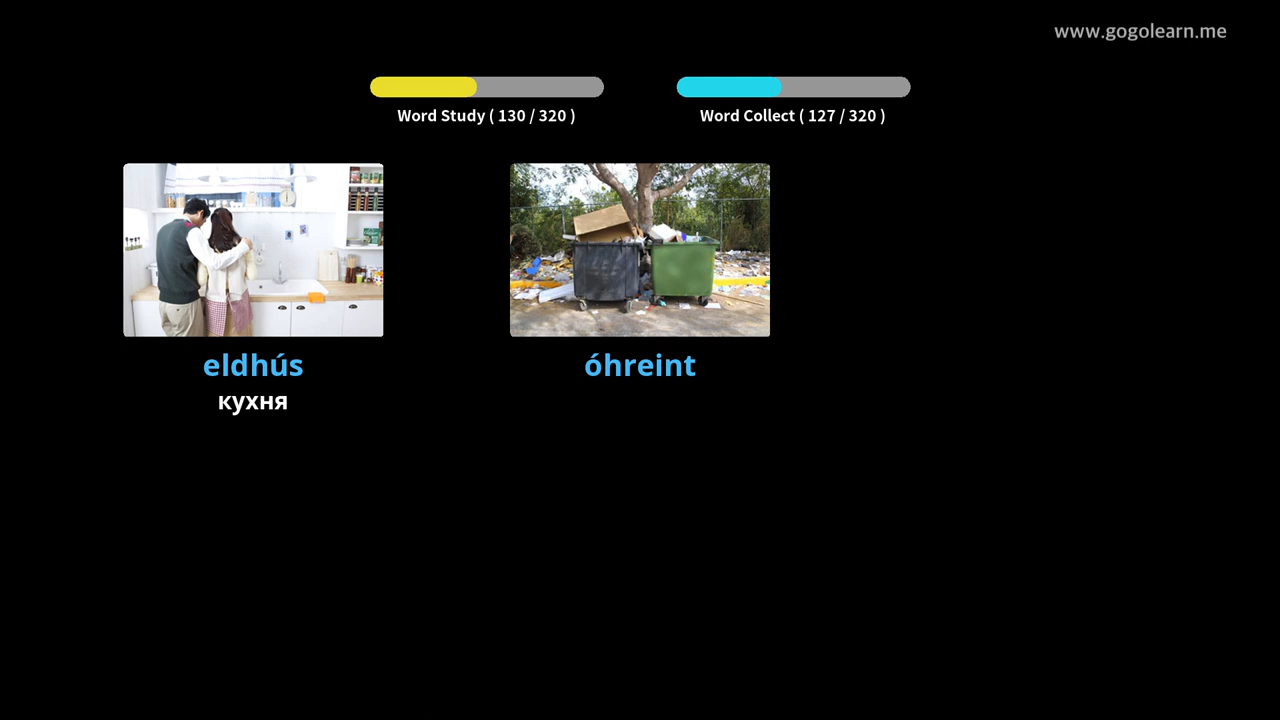 www.gogolearn.me
Word Study ( 130 / 320 )
Word Collect ( 127 / 320 )
eldhús
кухня
óhreint